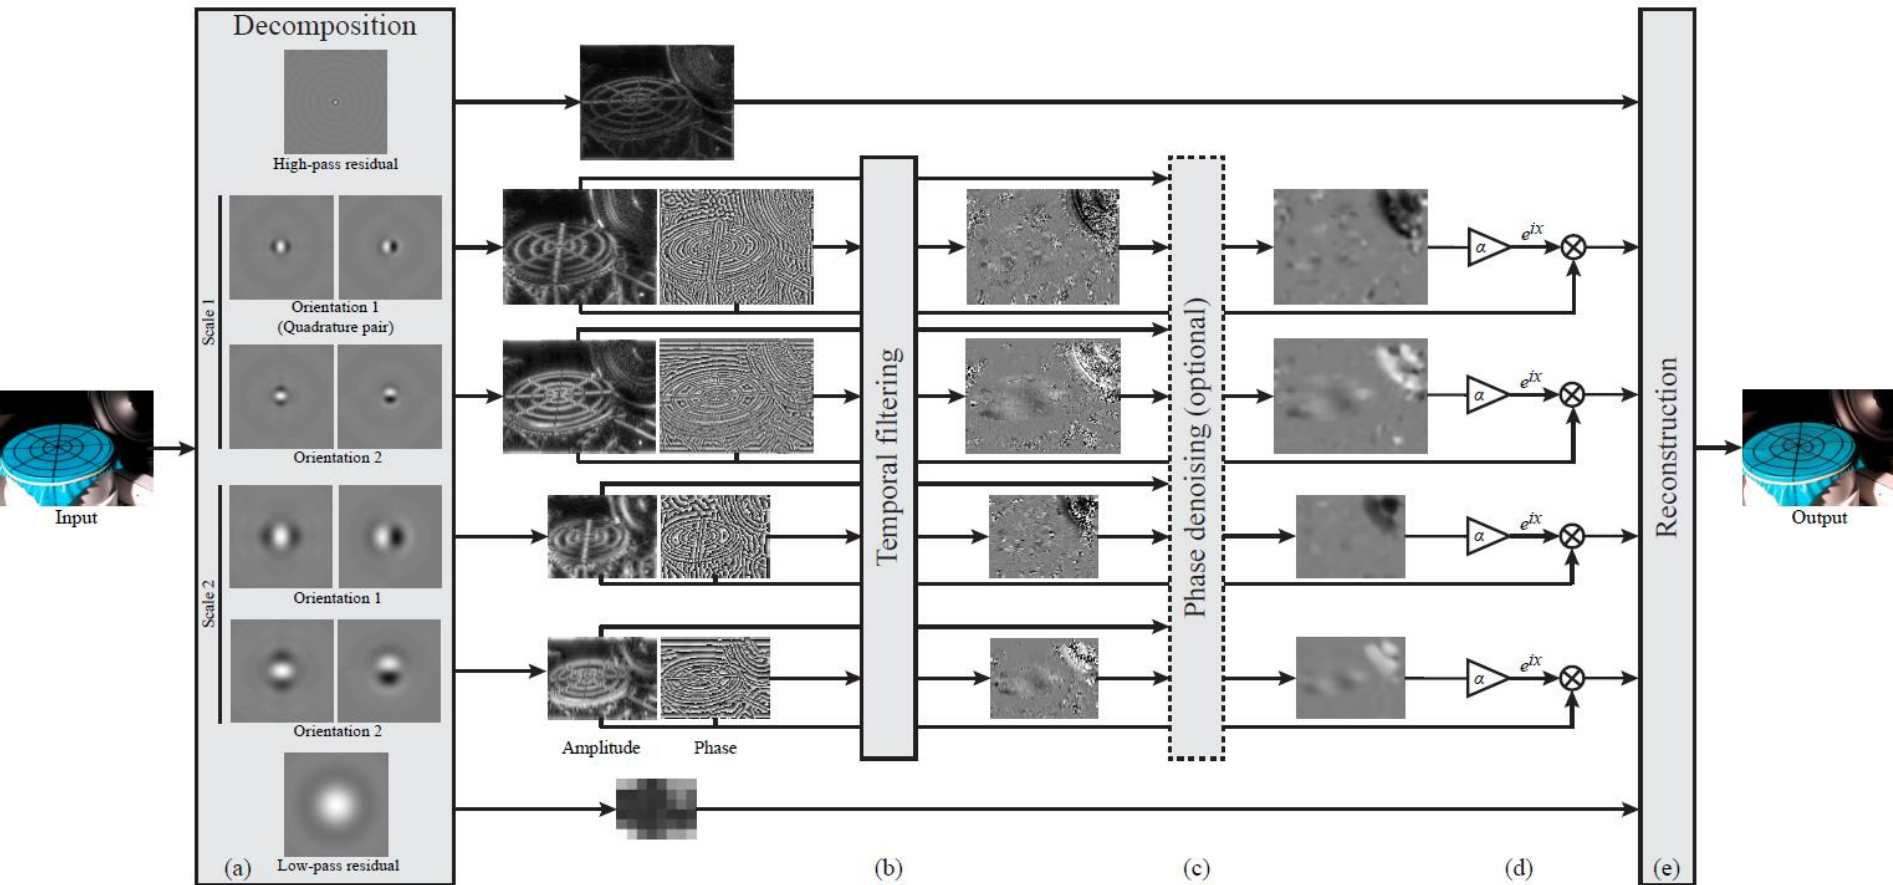 Decomposition
High-pass residual
Scale 1
Orientation 1
(Quadrature pair)
Orientation 2
Scale 2
Orientation 1
Orientation 2
Low-pass residual
(a)
Input
Amplitude
Phase
Temporal filtering
(b)
Phase denoising (optional)
(c)
α
e^{ix}
α
e^{ix}
α
e^{ix}
α
e^{ix}
(d)
Reconstruction
(e)
Output